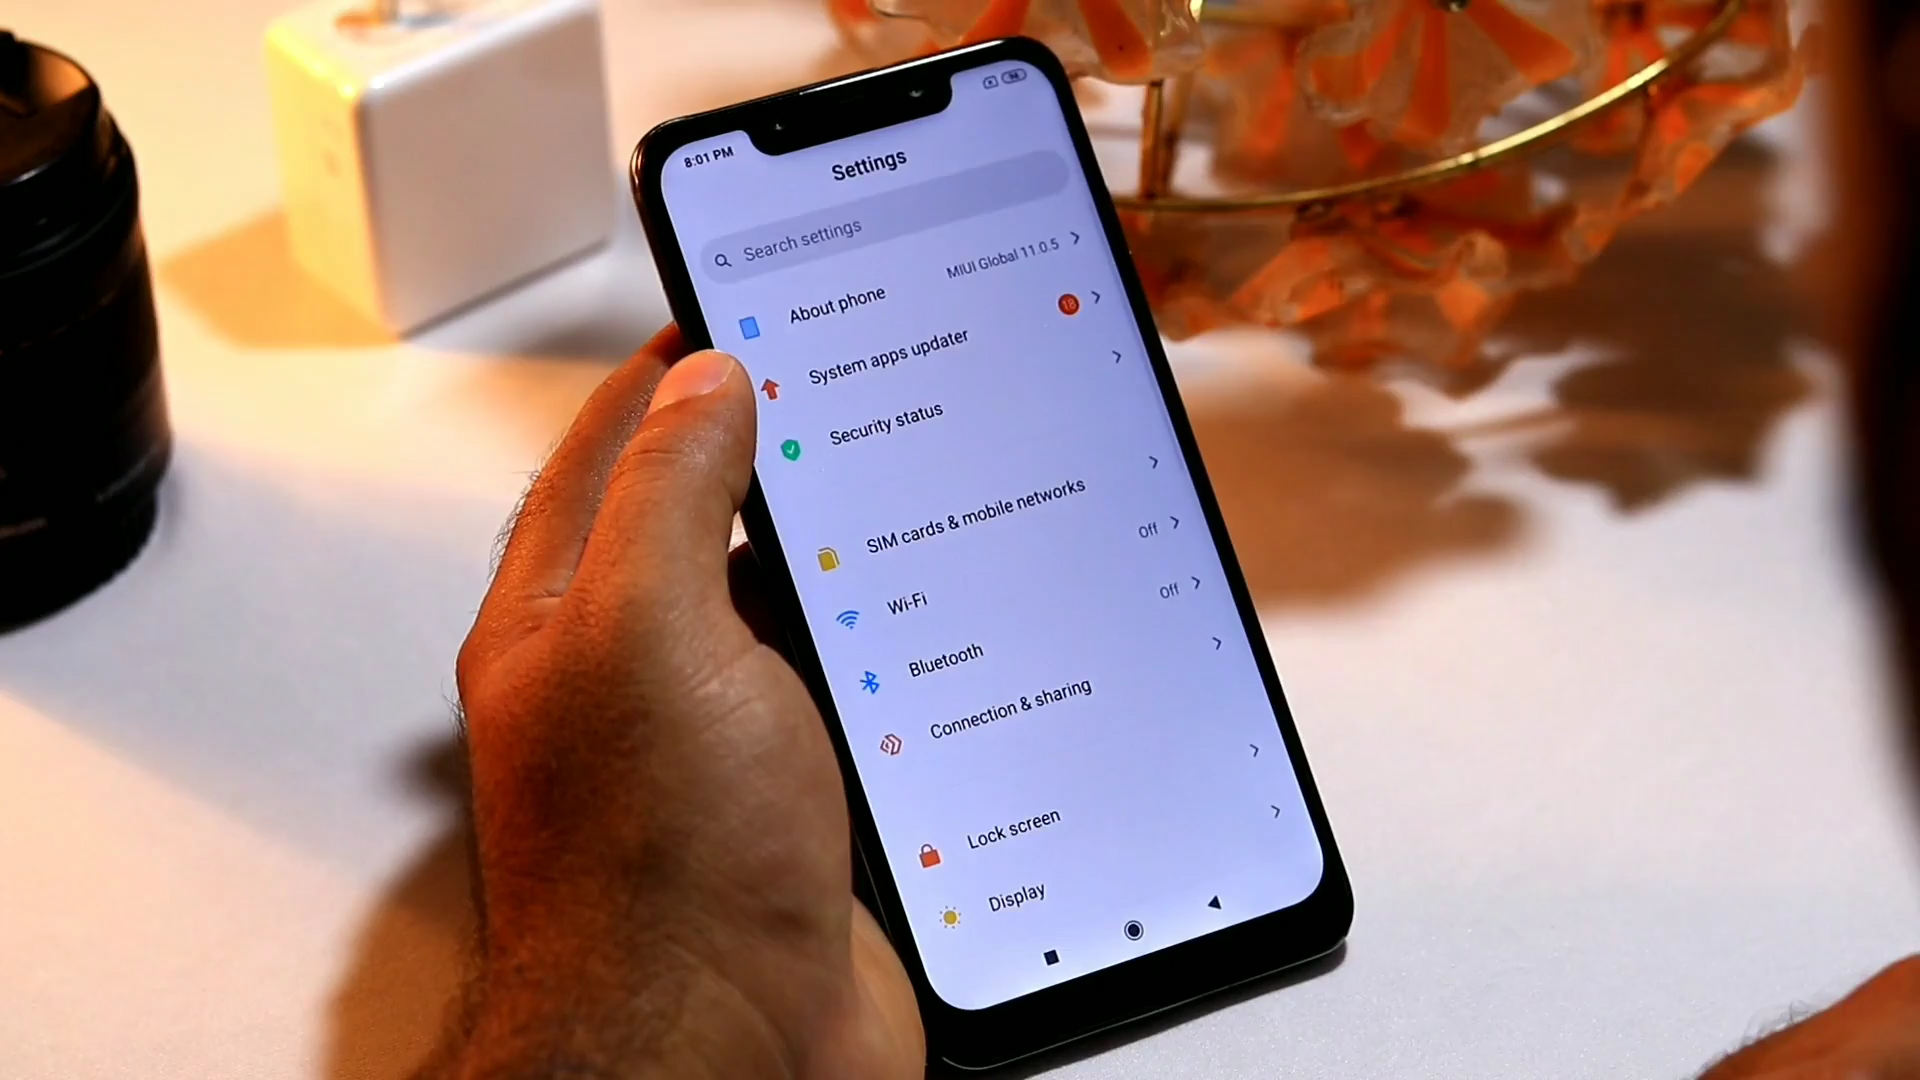 8:01 PM
Settings
Search settings
About phone MIUI Global 11.0.5
System apps updater 18
Security status
SIM cards & mobile networks
Wi-Fi Off
Bluetooth Off
Connection & sharing
Lock screen
Display